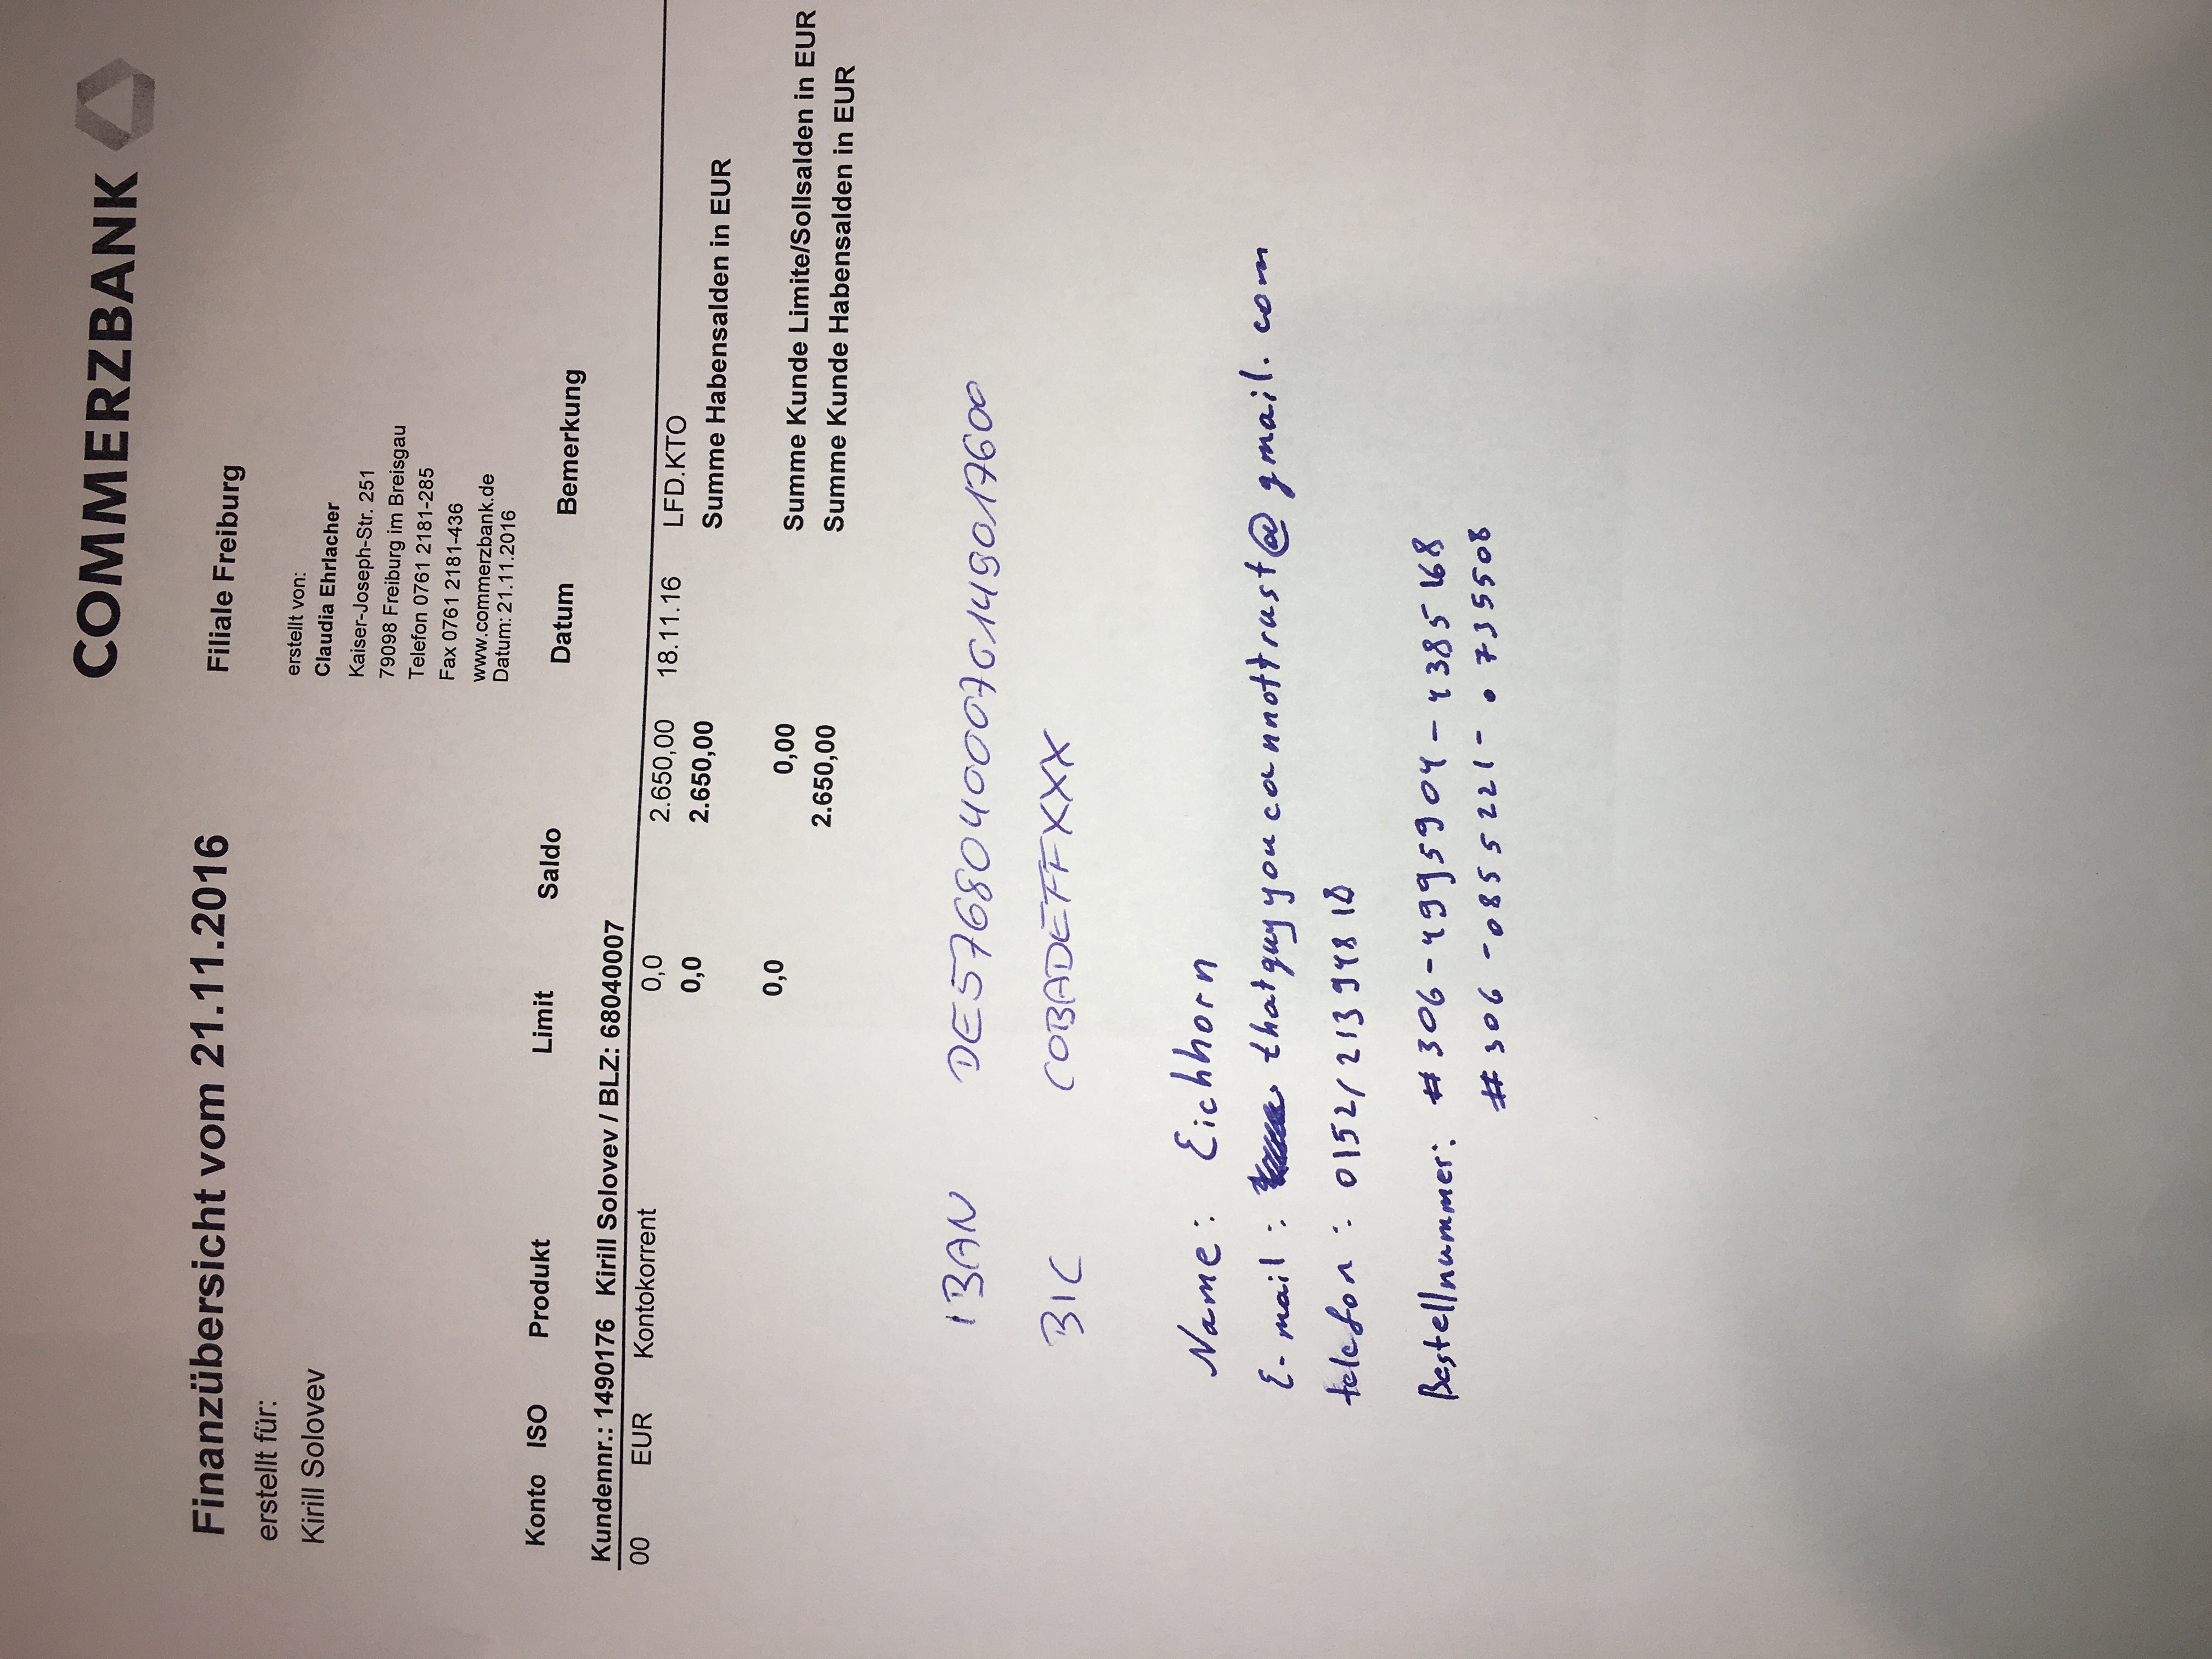 COMMERZBANK
Finanzübersicht vom 21.11.2016
erstellt für:
Kirill Solovev
Filiale Freiburg
erstellt von:
Claudia Ehrlacher
Kaiser-Joseph-Str. 251
79098 Freiburg im Breisgau
Telefon 0761 2181-285
Fax 0761 2181-436
www.commerzbank.de
Datum: 21.11.2016
Konto ISO Produkt Limit Saldo Datum Bemerkung
Kundennr.: 1490176 Kirill Solovev / BLZ: 68040007
00 EUR Kontokorrent 0,0 2.650,00 18.11.16 LFD.KTO
0,0 2.650,00 Summe Habensalden in EUR
0,0 0,00 Summe Kunde Limite/Sollsalden in EUR
2.650,00 Summe Kunde Habensalden in EUR
IBAN DE57680400070149017600
BIC COBADEFFXXX
Name: Eichhorn
E-mail: thatguyyoucannottrust@gmail.com
telefon: 0152/21394818
Bestellnummer: #306-4995904-4385168
#306-0855221-0735508